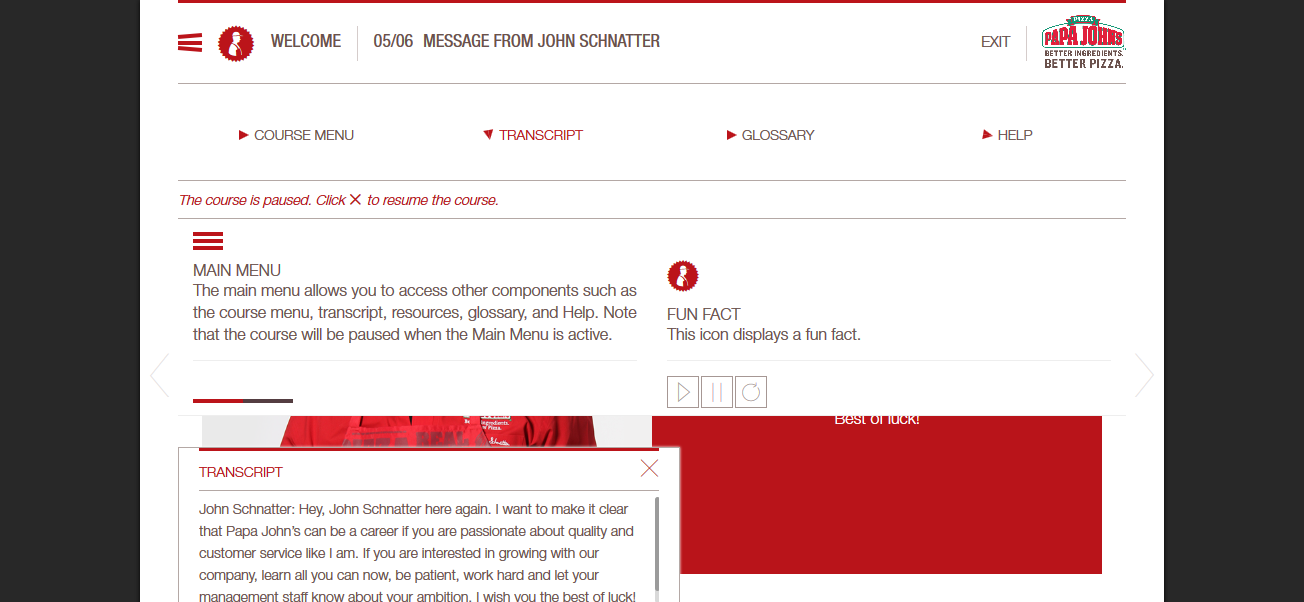 WELCOME
05/06 MESSAGE FROM JOHN SCHNATTER
EXIT
PIZZA
PAPA JOHNS
BETTER INGREDIENTS.
BETTER PIZZA.
COURSE MENU
TRANSCRIPT
GLOSSARY
HELP
The course is paused. Click X to resume the course.
MAIN MENU
The main menu allows you to access other components such as
the course menu, transcript, resources, glossary, and Help. Note
that the course will be paused when the Main Menu is active.
FUN FACT
This icon displays a fun fact.
Best of luck!
Ingredients.
Pizza.
TRANSCRIPT
John Schnatter: Hey, John Schnatter here again. I want to make it clear
that Papa John's can be a career if you are passionate about quality and
customer service like I am. If you are interested in growing with our
company, learn all you can now, be patient, work hard and let your
management staff know about your ambition. I wish you the best of luck!